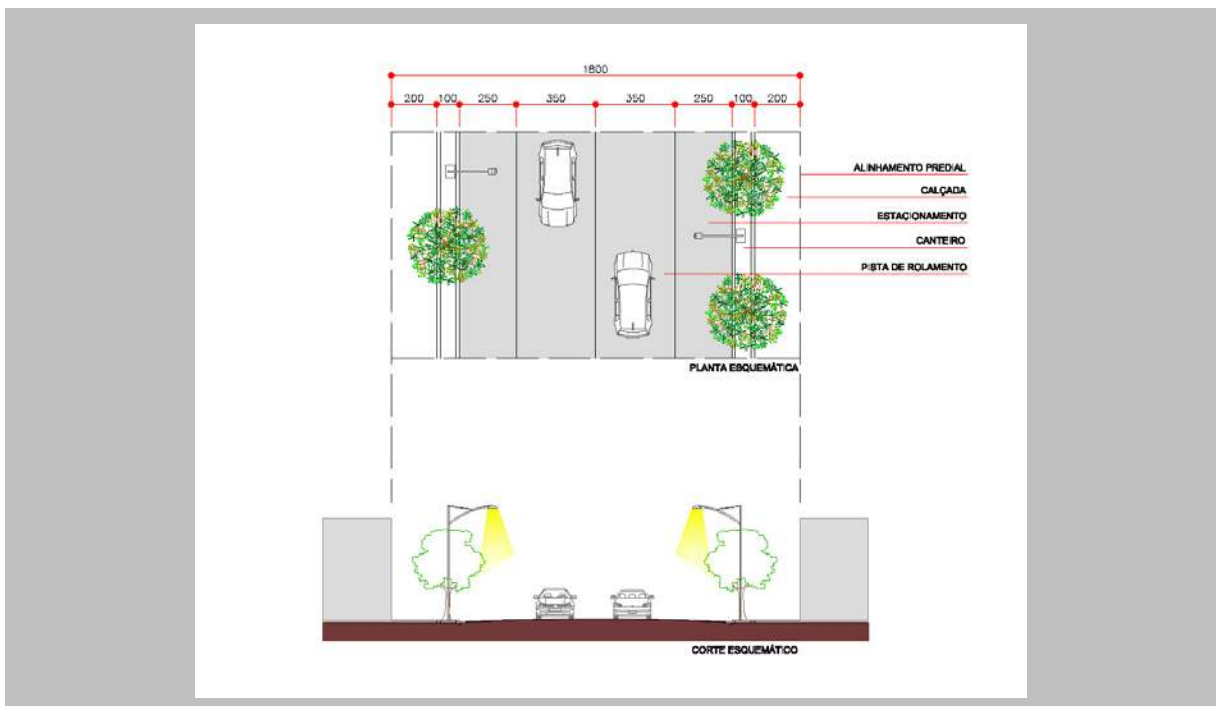 1800
200 100 250 350 350 250 100 200
ALINHAMENTO PREDIAL
CALÇADA
ESTACIONAMENTO
CANTEIRO
PISTA DE ROLAMENTO
PLANTA ESQUEMÁTICA
CORTE ESQUEMÁTICO